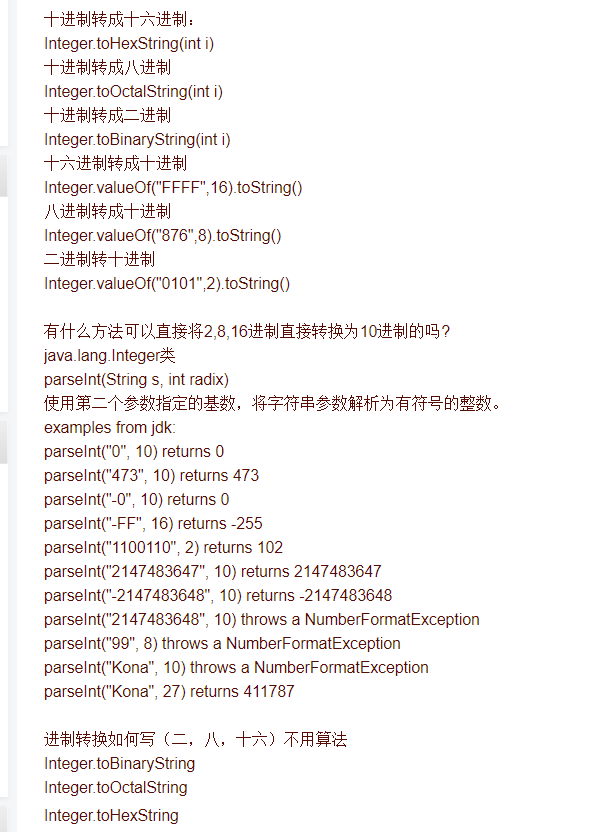 十进制转成十六进制：
Integer.toHexString(int i)
十进制转成八进制
Integer.toOctalString(int i)
十进制转成二进制
Integer.toBinaryString(int i)
十六进制转成十进制
Integer.valueOf("FFFF",16).toString()
八进制转成十进制
Integer.valueOf("876",8).toString()
二进制转十进制
Integer.valueOf("0101",2).toString()
有什么方法可以直接将2,8,16进制直接转换为10进制的吗?
java.lang.Integer类
parseInt(String s, int radix)
使用第二个参数指定的基数，将字符串参数解析为有符号的整数。
examples from jdk:
parseInt("0", 10) returns 0
parseInt("473", 10) returns 473
parseInt("-0", 10) returns 0
parseInt("-FF", 16) returns -255
parseInt("1100110", 2) returns 102
parseInt("2147483647", 10) returns 2147483647
parseInt("-2147483648", 10) returns -2147483648
parseInt("2147483648", 10) throws a NumberFormatException
parseInt("99", 8) throws a NumberFormatException
parseInt("Kona", 10) throws a NumberFormatException
parseInt("Kona", 27) returns 411787
进制转换如何写（二，八，十六）不用算法
Integer.toBinaryString
Integer.toOctalString
Integer.toHexString